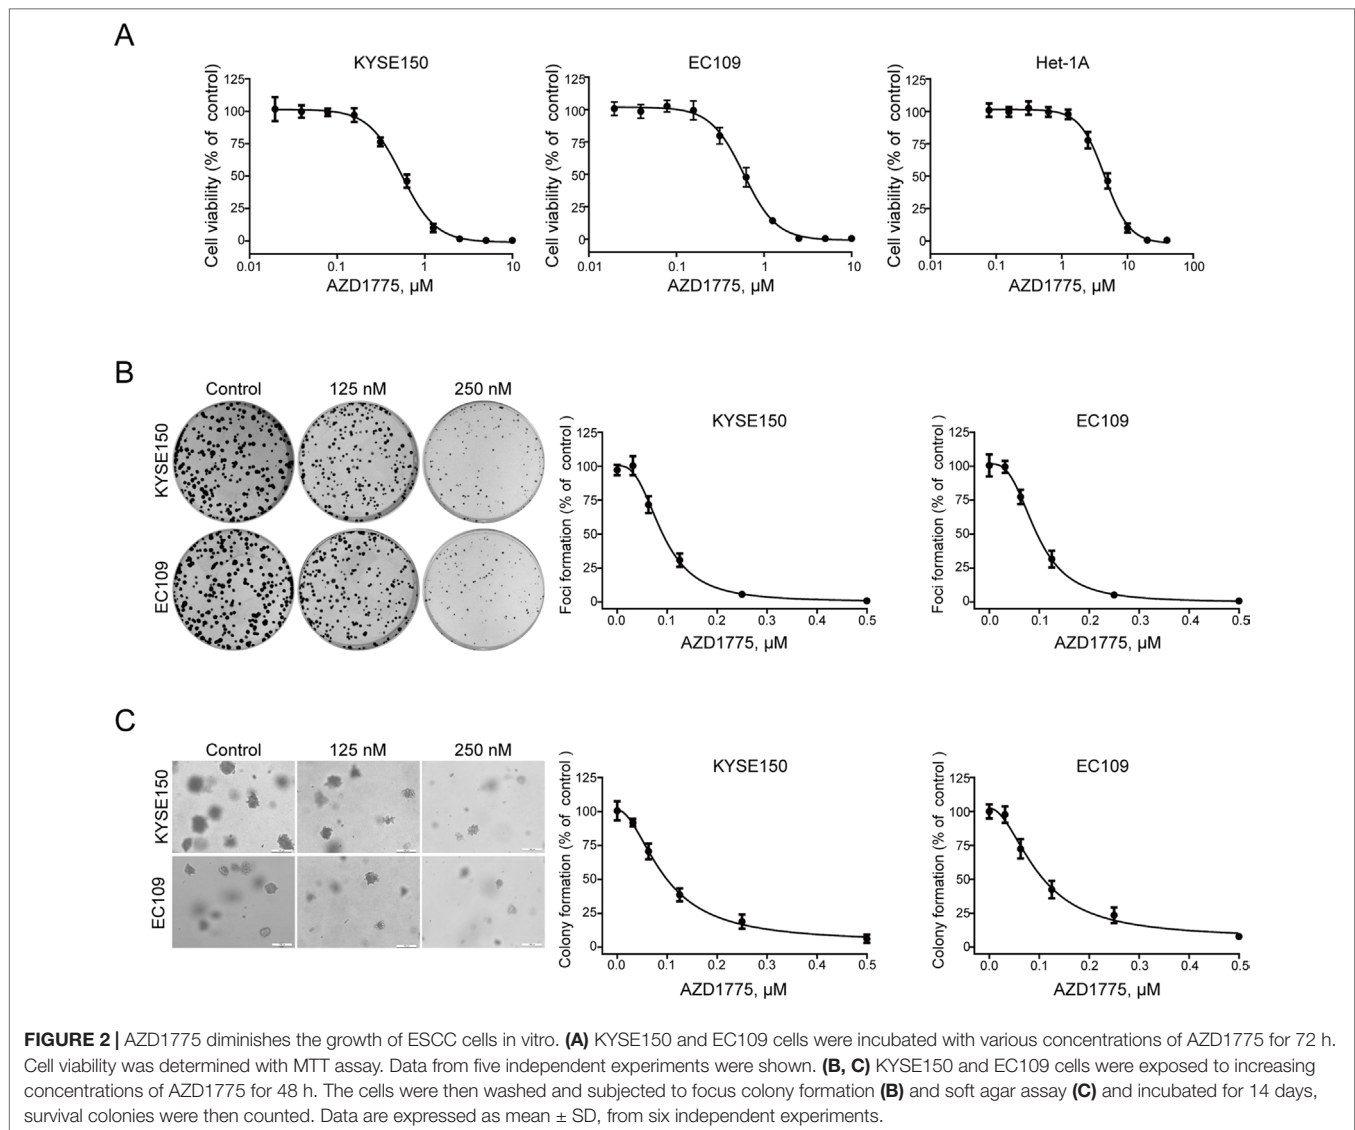 A
KYSE150
EC109
Het-1A
Cell viability (% of control)
125
100
75
50
25
0
0.01
0.1
1
10
AZD1775, µM
Cell viability (% of control)
125
100
75
50
25
0
0.01
0.1
1
10
AZD1775, µM
Cell viability (% of control)
125
100
75
50
25
0
0.01
0.1
1
10
100
AZD1775, µM
B
Control
125 nM
250 nM
KYSE150
EC109
KYSE150
Foci formation (% of control )
125
100
75
50
25
0
0.0
0.1
0.2
0.3
0.4
0.5
AZD1775, µM
EC109
Foci formation (% of control )
125
100
75
50
25
0
0.0
0.1
0.2
0.3
0.4
0.5
AZD1775, µM
C
Control
125 nM
250 nM
KYSE150
EC109
KYSE150
Colony formation (% of control )
125
100
75
50
25
0
0.0
0.1
0.2
0.3
0.4
0.5
AZD1775, µM
EC109
Colony formation (% of control )
125
100
75
50
25
0
0.0
0.1
0.2
0.3
0.4
0.5
AZD1775, µM
FIGURE 2 | AZD1775 diminishes the growth of ESCC cells in vitro. (A) KYSE150 and EC109 cells were incubated with various concentrations of AZD1775 for 72 h.
Cell viability was determined with MTT assay. Data from five independent experiments were shown. (B, C) KYSE150 and EC109 cells were exposed to increasing
concentrations of AZD1775 for 48 h. The cells were then washed and subjected to focus colony formation (B) and soft agar assay (C) and incubated for 14 days,
survival colonies were then counted. Data are expressed as mean ± SD, from six independent experiments.